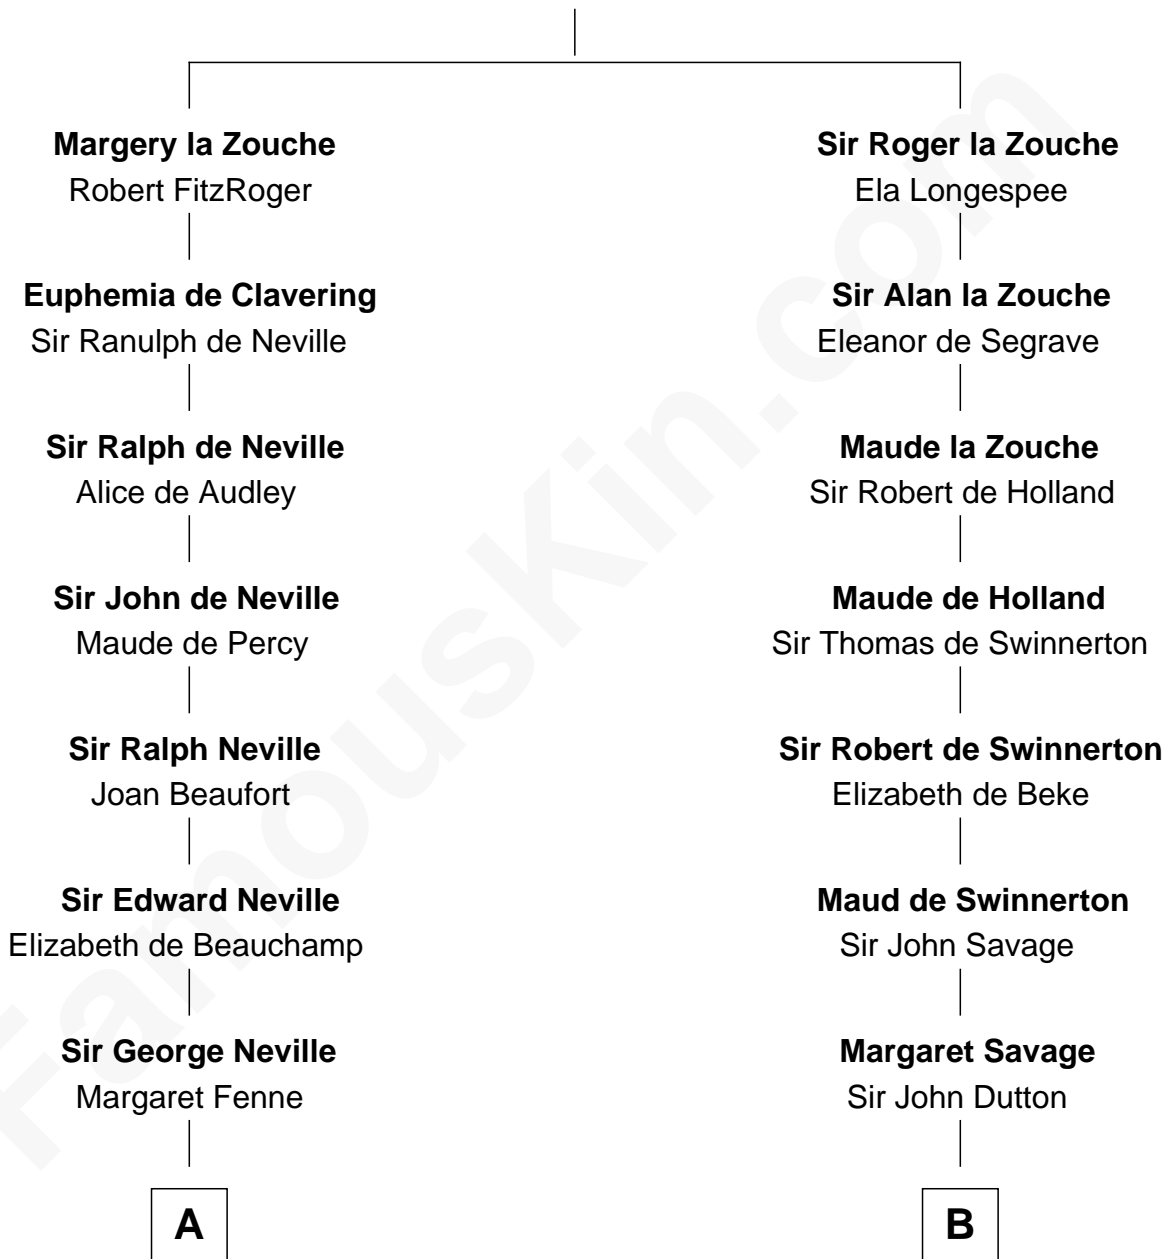 Margery la Zouche
Robert FitzRoger
Euphemia de Clavering
Sir Ranulph de Neville
Sir Ralph de Neville
Alice de Audley
Sir John de Neville
Maude de Percy
Sir Ralph Neville
Joan Beaufort
Sir Edward Neville
Elizabeth de Beauchamp
Sir George Neville
Margaret Fenne
A
Sir Roger la Zouche
Ela Longespee
Sir Alan la Zouche
Eleanor de Segrave
Maude la Zouche
Sir Robert de Holland
Maude de Holland
Sir Thomas de Swinnerton
Sir Robert de Swinnerton
Elizabeth de Beke
Maud de Swinnerton
Sir John Savage
Margaret Savage
Sir John Dutton
B
FamousKin.com